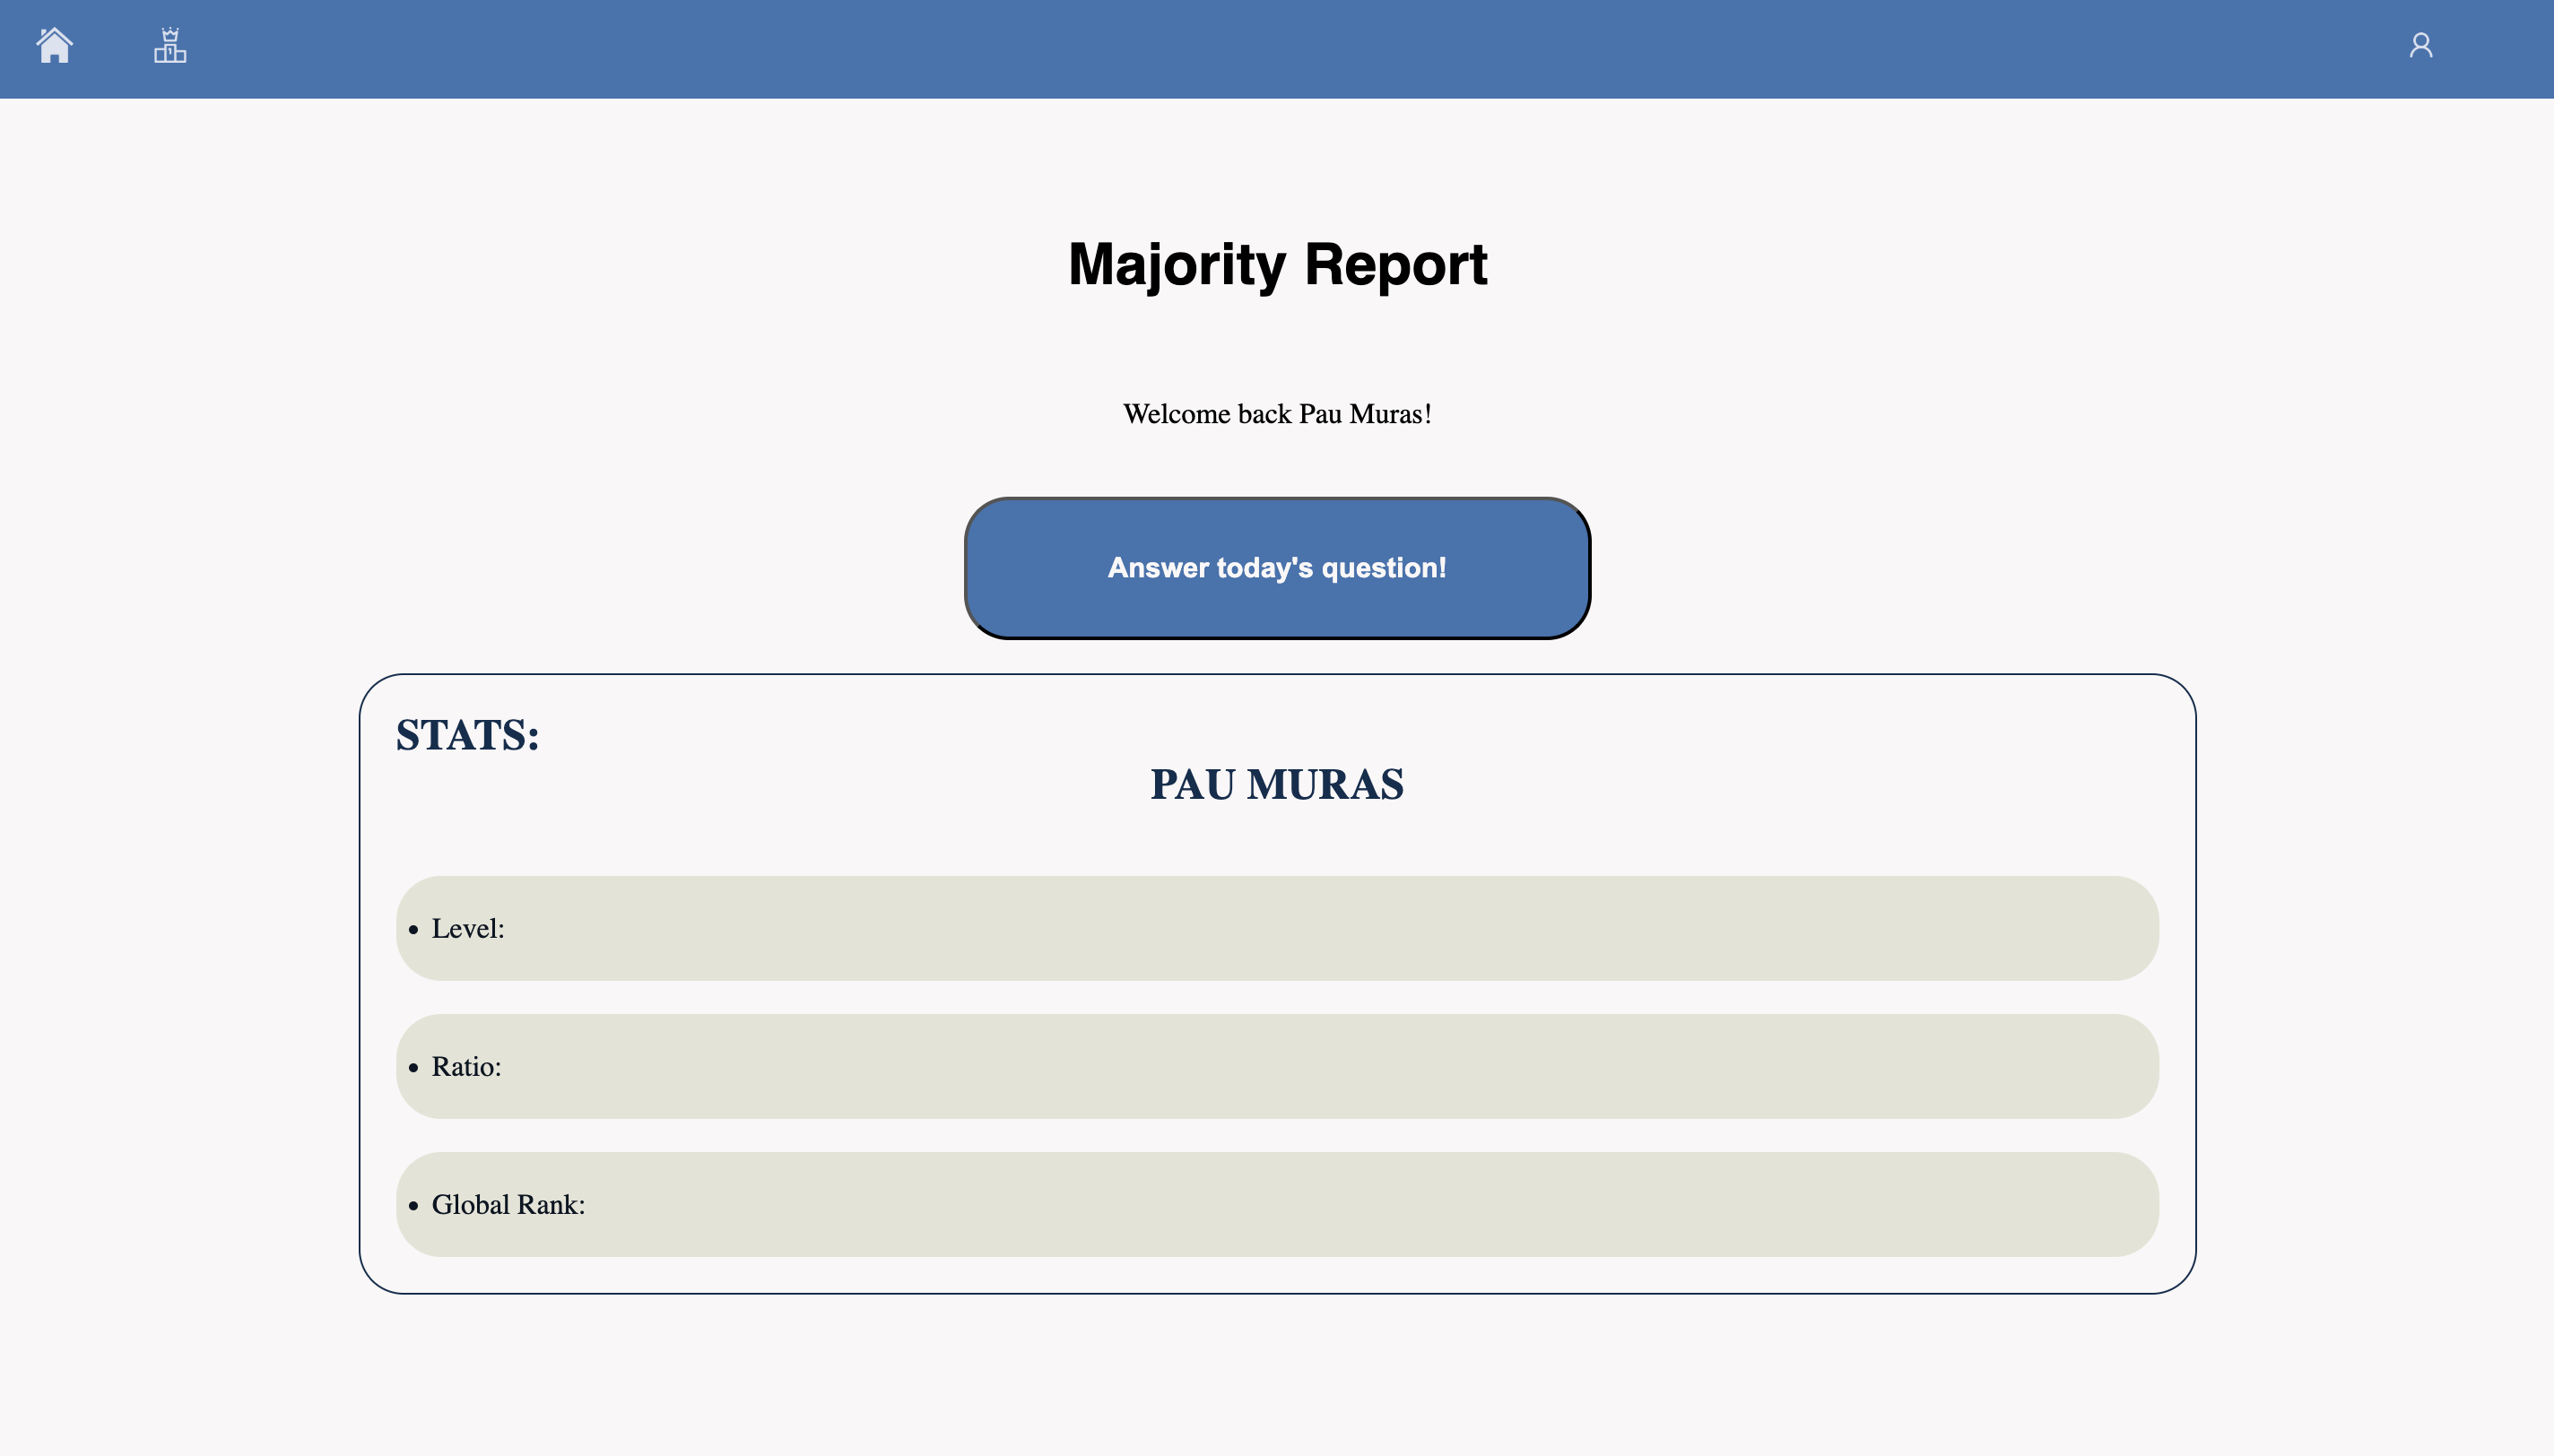 Majority Report
Welcome back Pau Muras!
Answer today's question!
STATS:
PAU MURAS
• Level:
• Ratio:
• Global Rank: